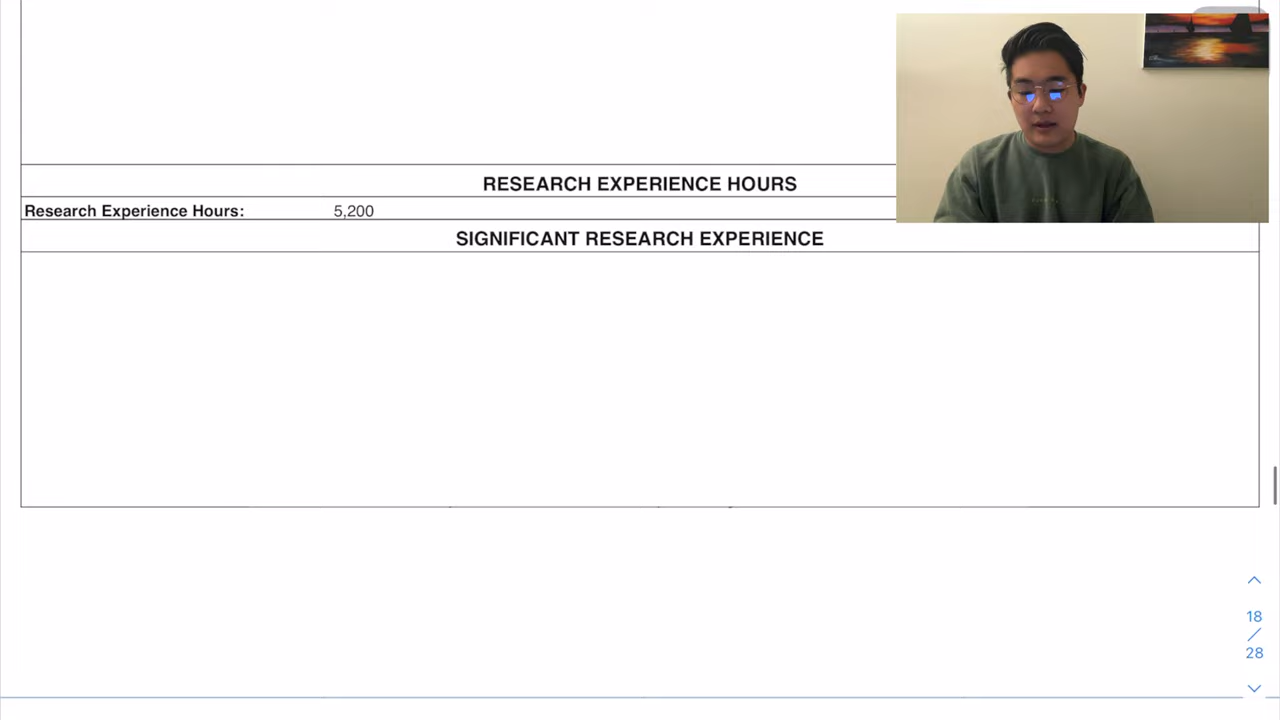 RESEARCH EXPERIENCE HOURS
Research Experience Hours: 5,200
SIGNIFICANT RESEARCH EXPERIENCE
18
/
28